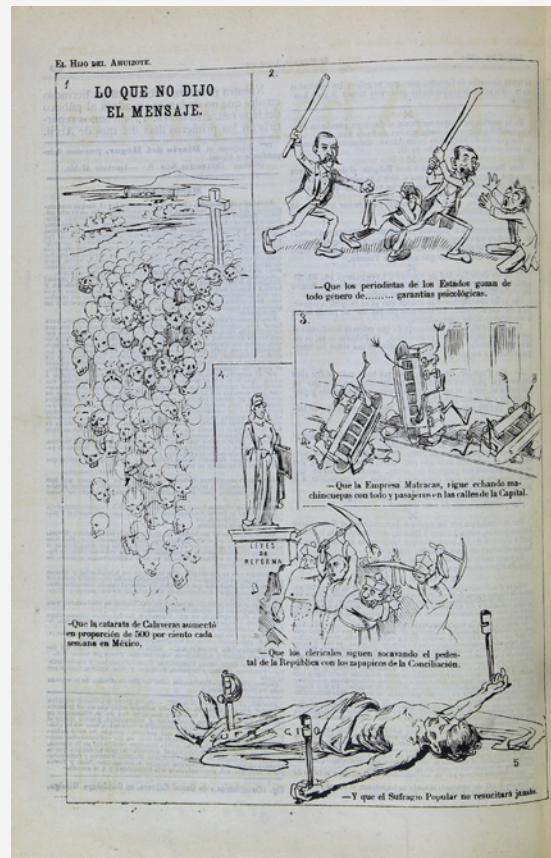 EL HIJO DEL AHUIZOTE.
1
LO QUE NO DIJO
EL MENSAJE.
-Que la catarata de Calaveras aumentó
en proporción de 500 por ciento cada
semana en México.
2.
—Que los periodistas de los Estados gozan de
todo género de......... garantías psicológicas.
3.
—Que la Empresa Matracas, sigue echando ma-
chincuepas con todo y pasajeros en las calles de la Capital.
4
LEYES
DE
REFORMA
—Que los clericales siguen socavando el pedes-
tal de la República con los zapapicos de la Conciliación.
5
—Y que el Sufragio Popular no resucitará jamás.